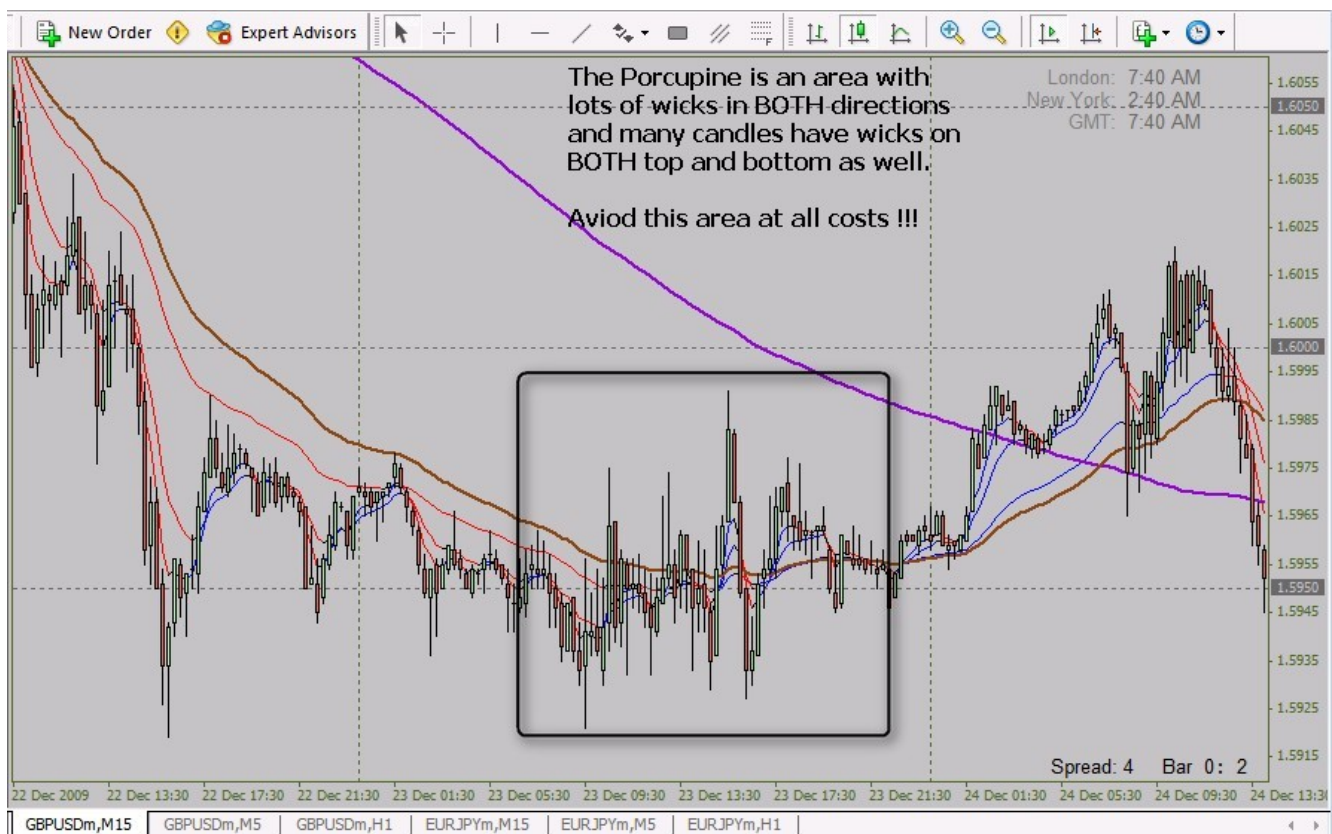 New Order
Expert Advisors
The Porcupine is an area with
lots of wicks in BOTH directions
and many candles have wicks on
BOTH top and bottom as well.
Aviod this area at all costs !!!
London: 7:40 AM
New York: 2:40 AM
GMT: 7:40 AM
1.6055
1.6050
1.6045
1.6035
1.6025
1.6015
1.6005
1.6000
1.5995
1.5985
1.5975
1.5965
1.5955
1.5950
1.5945
1.5935
1.5925
1.5915
Spread: 4 Bar 0: 2
22 Dec 2009 22 Dec 13:30 22 Dec 17:30 22 Dec 21:30 23 Dec 01:30 23 Dec 05:30 23 Dec 09:30 23 Dec 13:30 23 Dec 17:30 23 Dec 21:30 24 Dec 01:30 24 Dec 05:30 24 Dec 09:30 24 Dec 13:30
GBPUSDm,M15 GBPUSDm,M5 GBPUSDm,H1 EURJPYm,M15 EURJPYm,M5 EURJPYm,H1